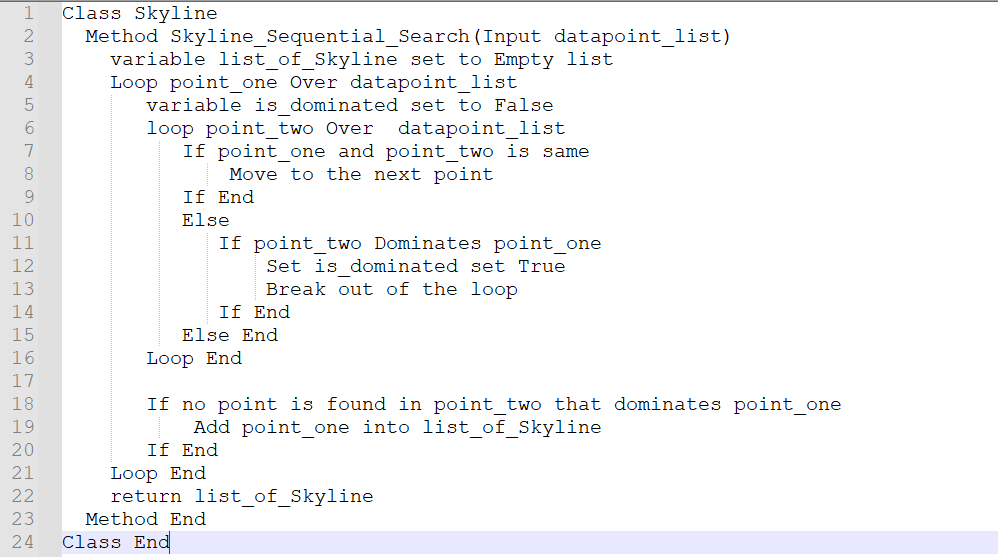 1 Class Skyline
2 Method Skyline_Sequential_Search(Input datapoint_list)
3 variable list_of_Skyline set to Empty list
4 Loop point_one Over datapoint_list
5 variable is_dominated set to False
6 loop point_two Over  datapoint_list
7 If point_one and point_two is same
8 Move to the next point
9 If End
10 Else
11 If point_two Dominates point_one
12 Set is_dominated set True
13 Break out of the loop
14 If End
15 Else End
16 Loop End
17
18 If no point is found in point_two that dominates point_one
19 Add point_one into list_of_Skyline
20 If End
21 Loop End
22 return list_of_Skyline
23 Method End
24 Class End